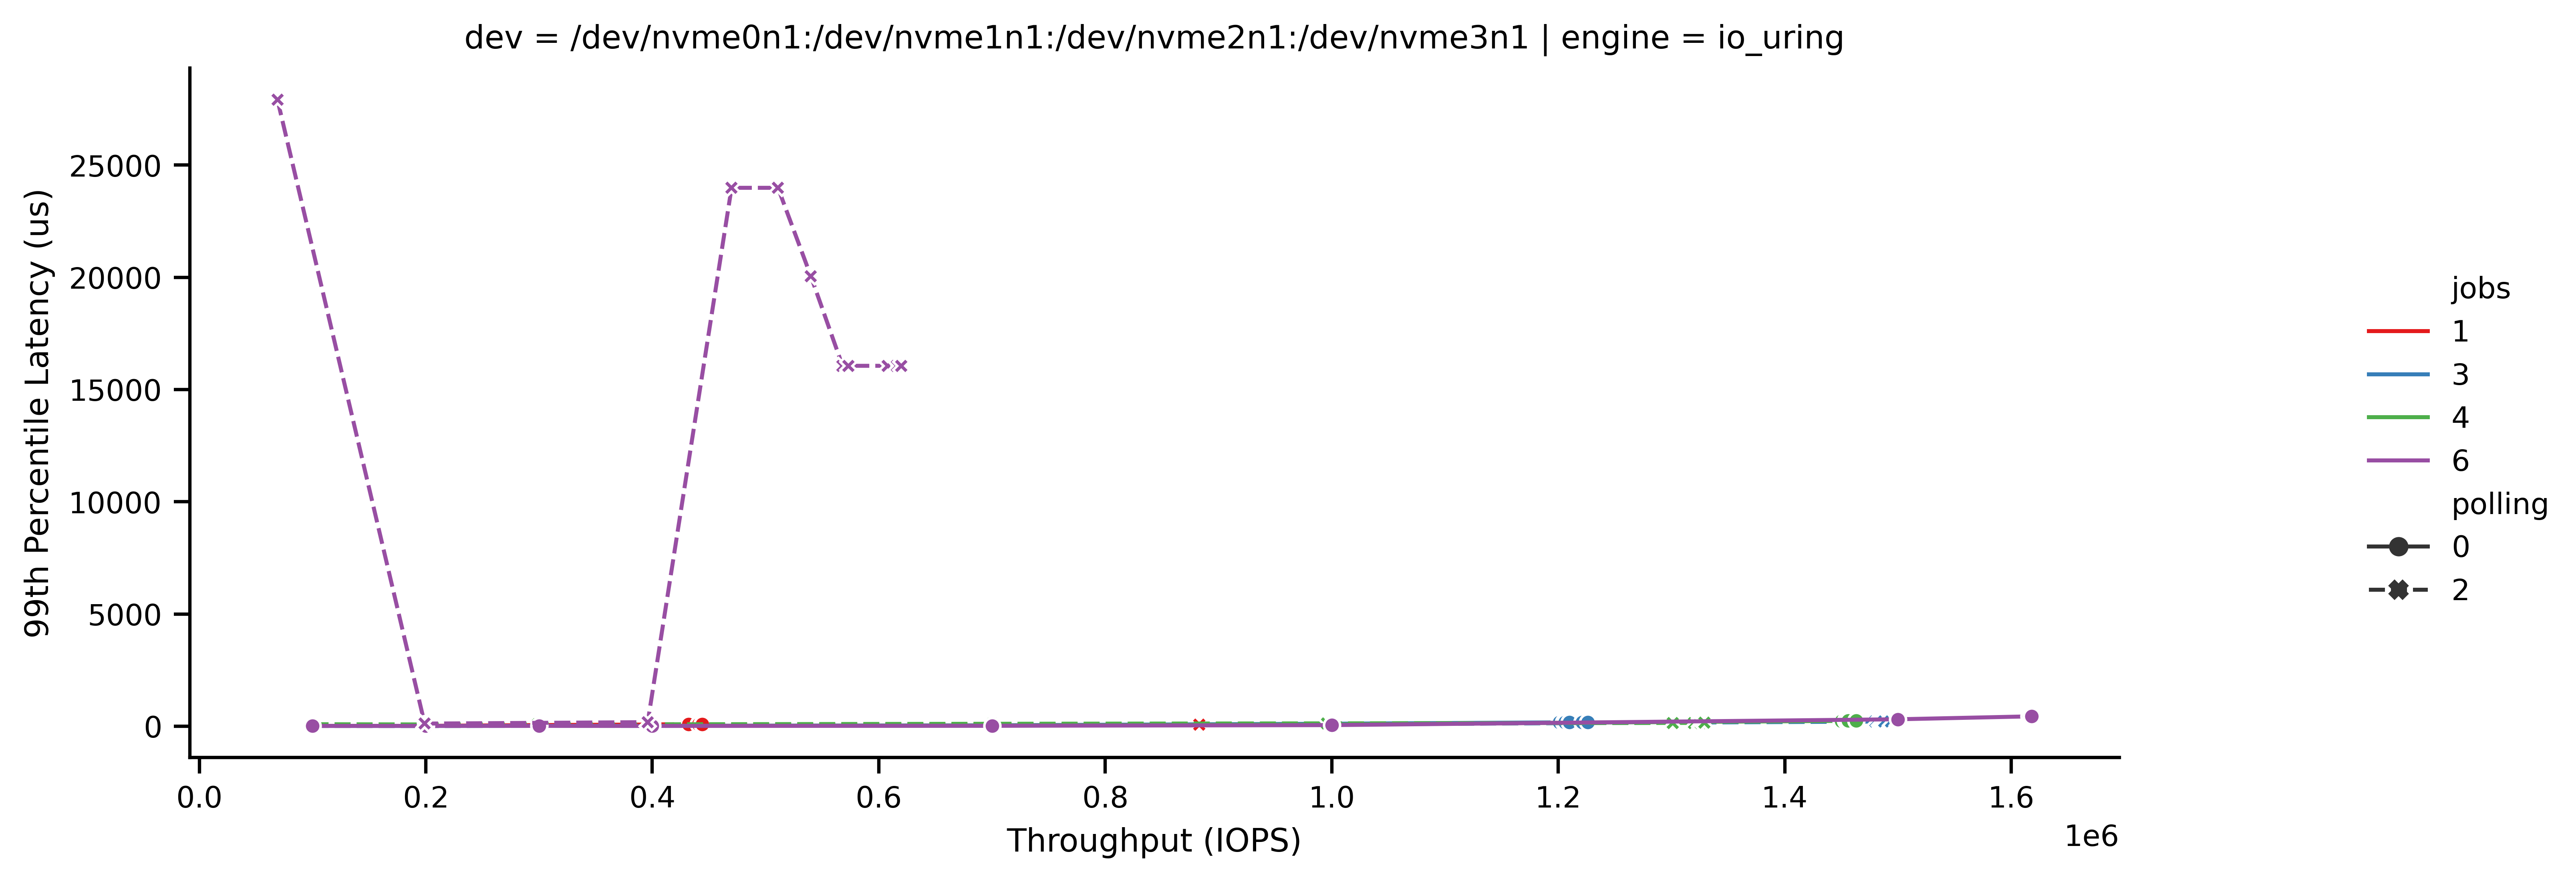 dev = /dev/nvme0n1:/dev/nvme1n1:/dev/nvme2n1:/dev/nvme3n1 | engine = io_uring
99th Percentile Latency (us)
25000
20000
15000
10000
5000
0
0.0 0.2 0.4 0.6 0.8 1.0 1.2 1.4 1.6
1e6
Throughput (IOPS)
jobs
1
3
4
6
polling
0
2